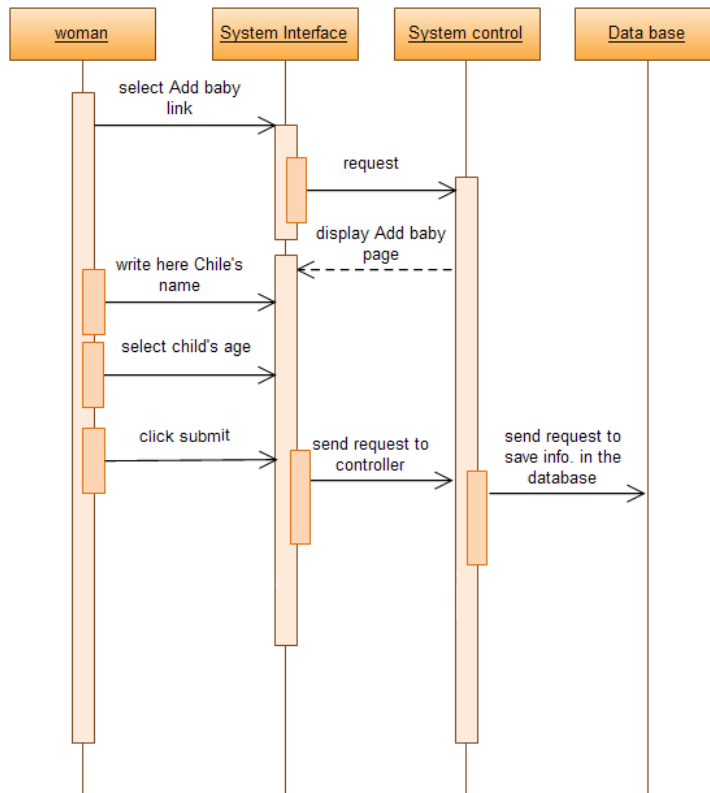 woman
System Interface
System control
Data base
select Add baby
link
request
display Add baby
page
write here Chile's
name
select child's age
click submit
send request to
controller
send request to
save info. in the
database